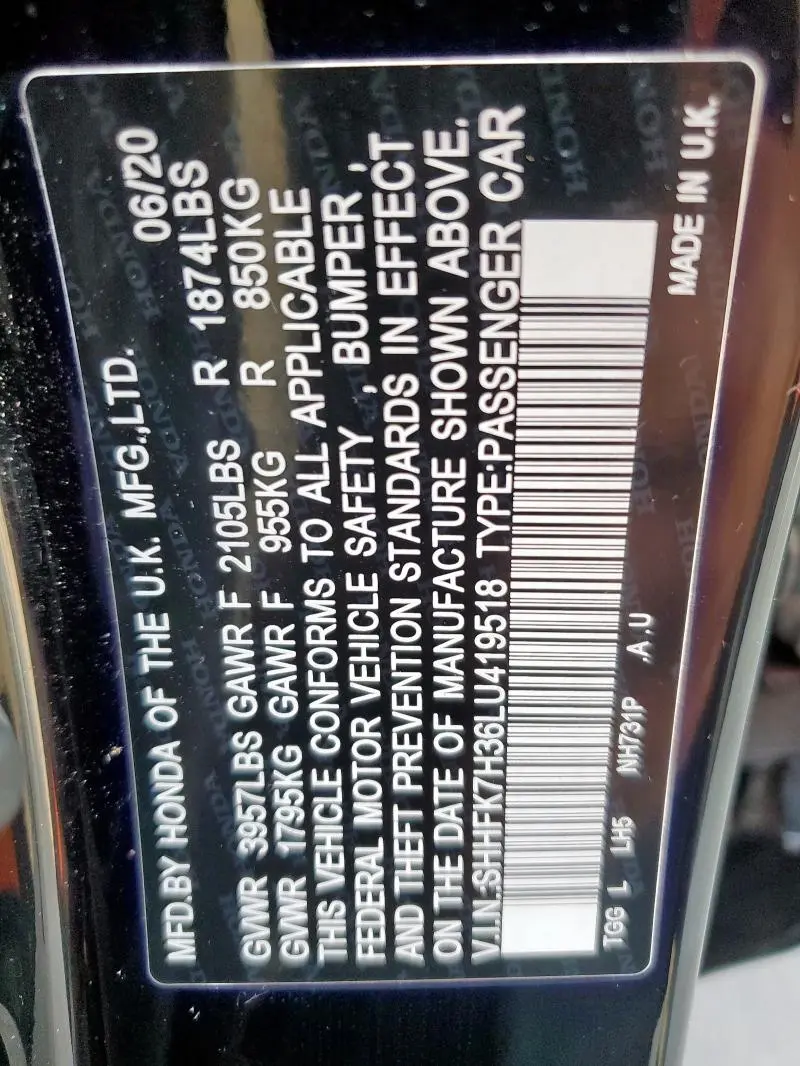 MFD.BY HONDA OF THE U.K. MFG.,LTD. 06/20
GVWR 3957LBS GAWR F 2105LBS R 1874LBS
GVWR 1795KG GAWR F 955KG R 850KG
THIS VEHICLE CONFORMS TO ALL APPLICABLE
FEDERAL MOTOR VEHICLE SAFETY , BUMPER ,
AND THEFT PREVENTION STANDARDS IN EFFECT
ON THE DATE OF MANUFACTURE SHOWN ABOVE.
V.I.N:SHHFK7H36LU419518 TYPE:PASSENGER CAR
TGG L LH5 NH731P .A.U MADE IN U.K.